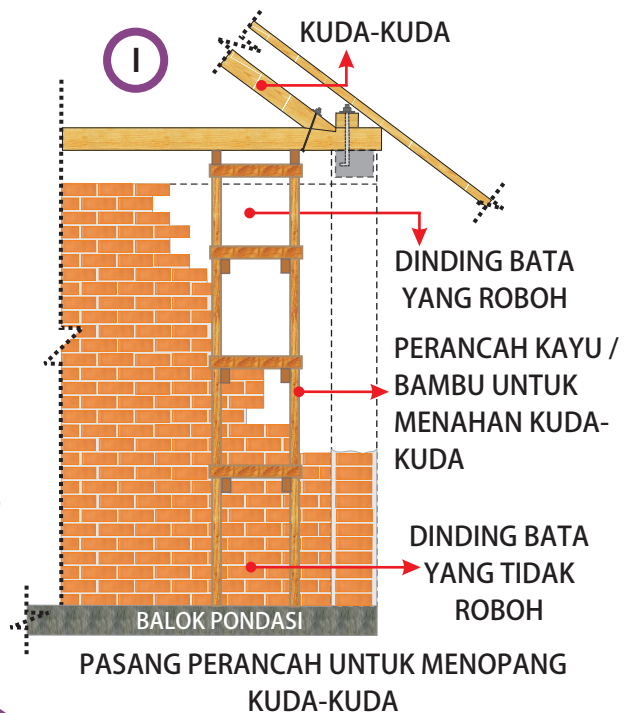 I
KUDA-KUDA
DINDING BATA
YANG ROBOH
PERANCAH KAYU /
BAMBU UNTUK
MENAHAN KUDA-
KUDA
DINDING BATA
YANG TIDAK
ROBOH
BALOK PONDASI
PASANG PERANCAH UNTUK MENOPANG
KUDA-KUDA